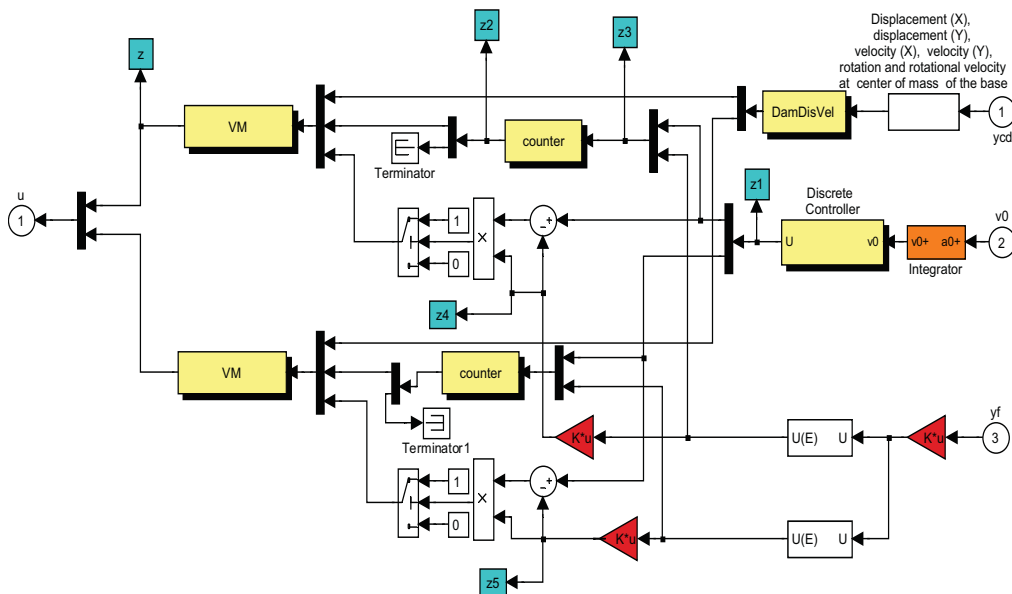 z2
z3
Displacement (X),
displacement (Y),
velocity (X), velocity (Y),
rotation and rotational velocity
at center of mass of the base
z
VM
DamDisVel
1
ycd
counter
Terminator
z1
Discrete
Controller
v0
u
1
1
×
−+
U v0
v0+ a0+
2
Integrator
0
z4
VM
counter
yf
Terminator1
K*u
U(E) U
K*u
3
1
×
−+
0
K*u
U(E) U
z5